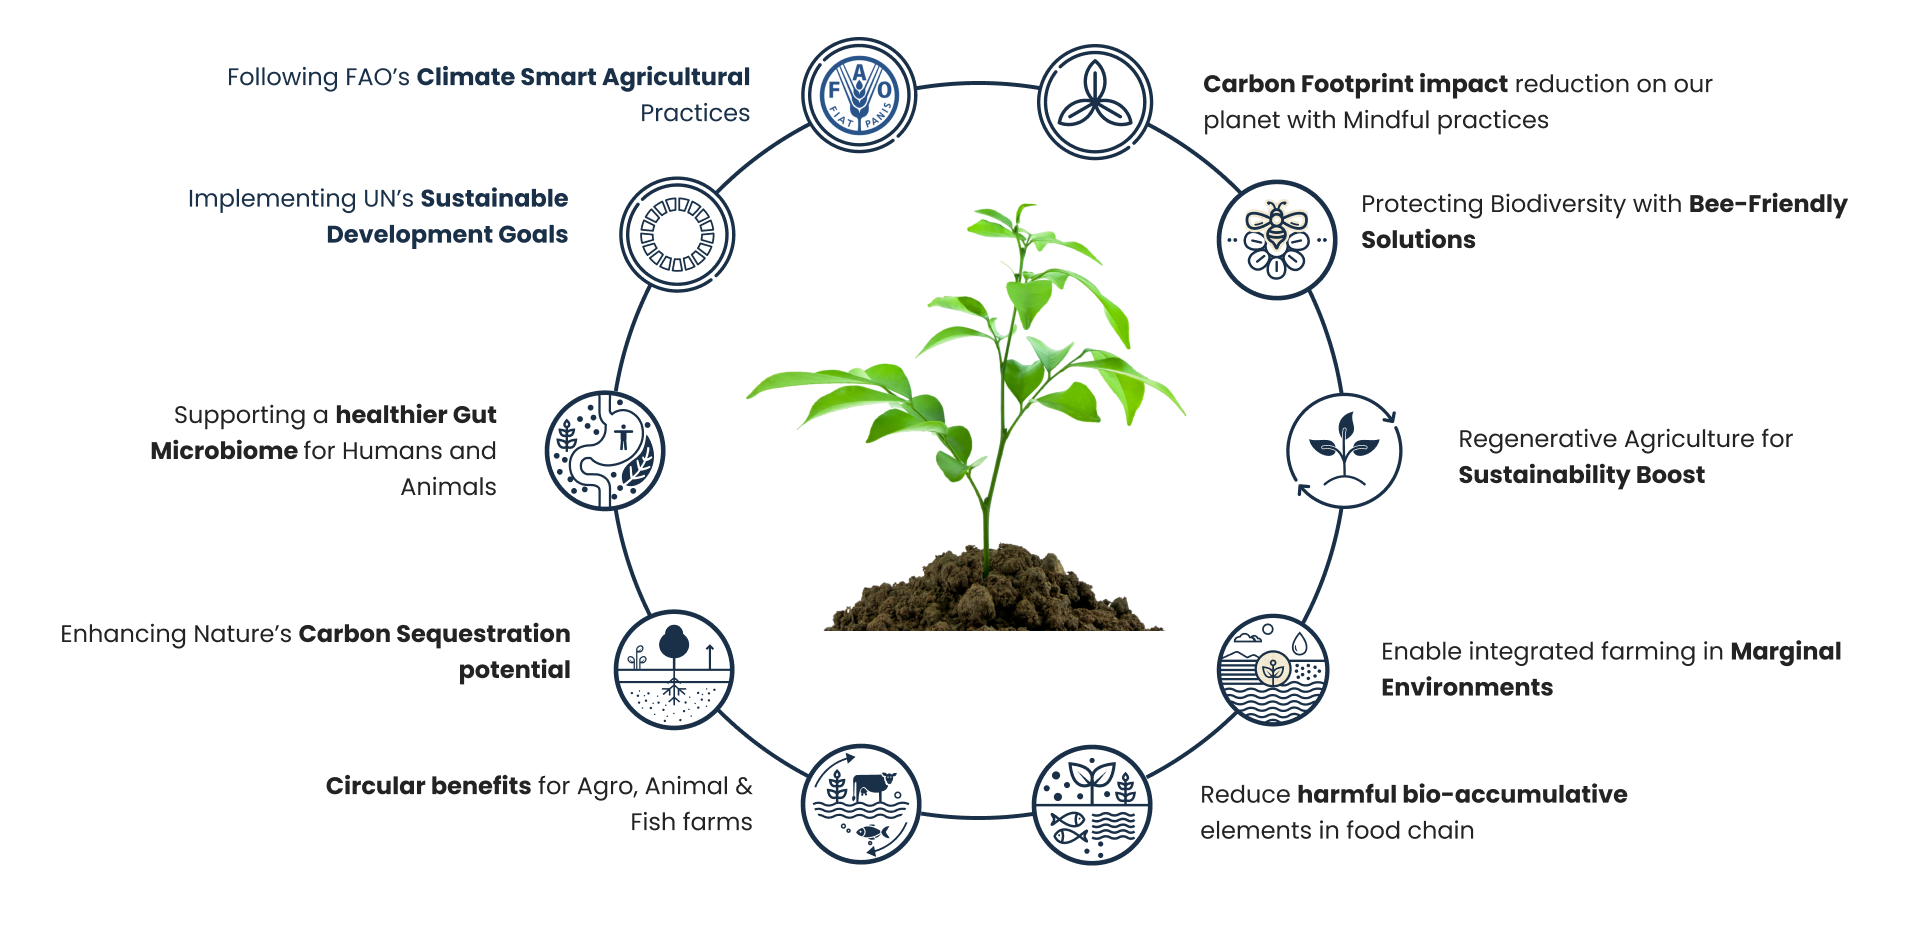 Following FAO’s Climate Smart Agricultural
Practices
FAO
FIAT PANIS
Carbon Footprint impact reduction on our
planet with Mindful practices
Implementing UN’s Sustainable
Development Goals
Protecting Biodiversity with Bee-Friendly
Solutions
Supporting a healthier Gut
Microbiome for Humans and
Animals
Regenerative Agriculture for
Sustainability Boost
Enhancing Nature’s Carbon Sequestration
potential
Enable integrated farming in Marginal
Environments
Circular benefits for Agro, Animal &
Fish farms
Reduce harmful bio-accumulative
elements in food chain